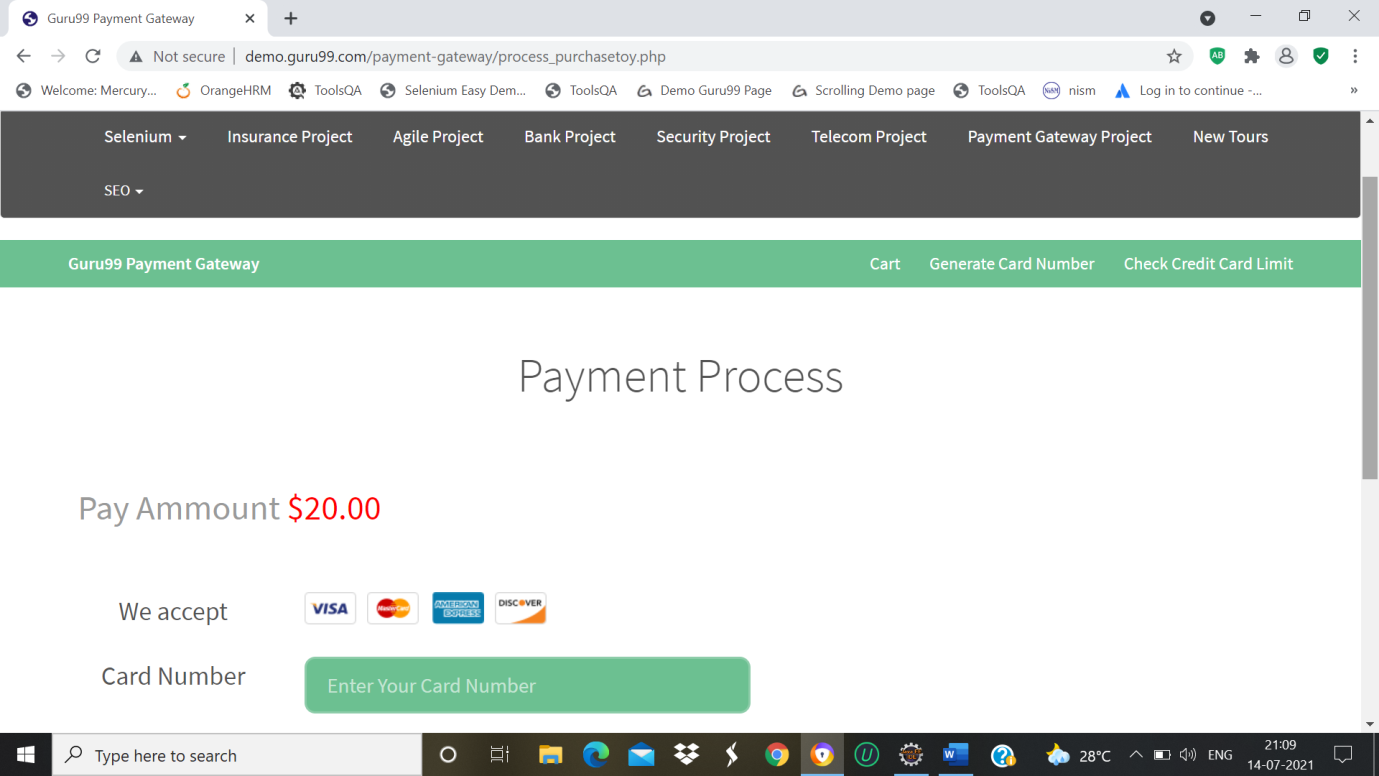 Guru99 Payment Gateway
Not secure | demo.guru99.com/payment-gateway/process_purchasetoy.php
AB
Welcome: Mercury... OrangeHRM ToolsQA Selenium Easy Dem... ToolsQA Demo Guru99 Page Scrolling Demo page ToolsQA nism Log in to continue -... »
Selenium Insurance Project Agile Project Bank Project Security Project Telecom Project Payment Gateway Project New Tours
SEO
Guru99 Payment Gateway Cart Generate Card Number Check Credit Card Limit
Payment Process
Pay Ammount $20.00
We accept VISA MasterCard AMERICAN EXPRESS DISCOVER
Card Number Enter Your Card Number
Type here to search 28°C ENG 21:09
14-07-2021